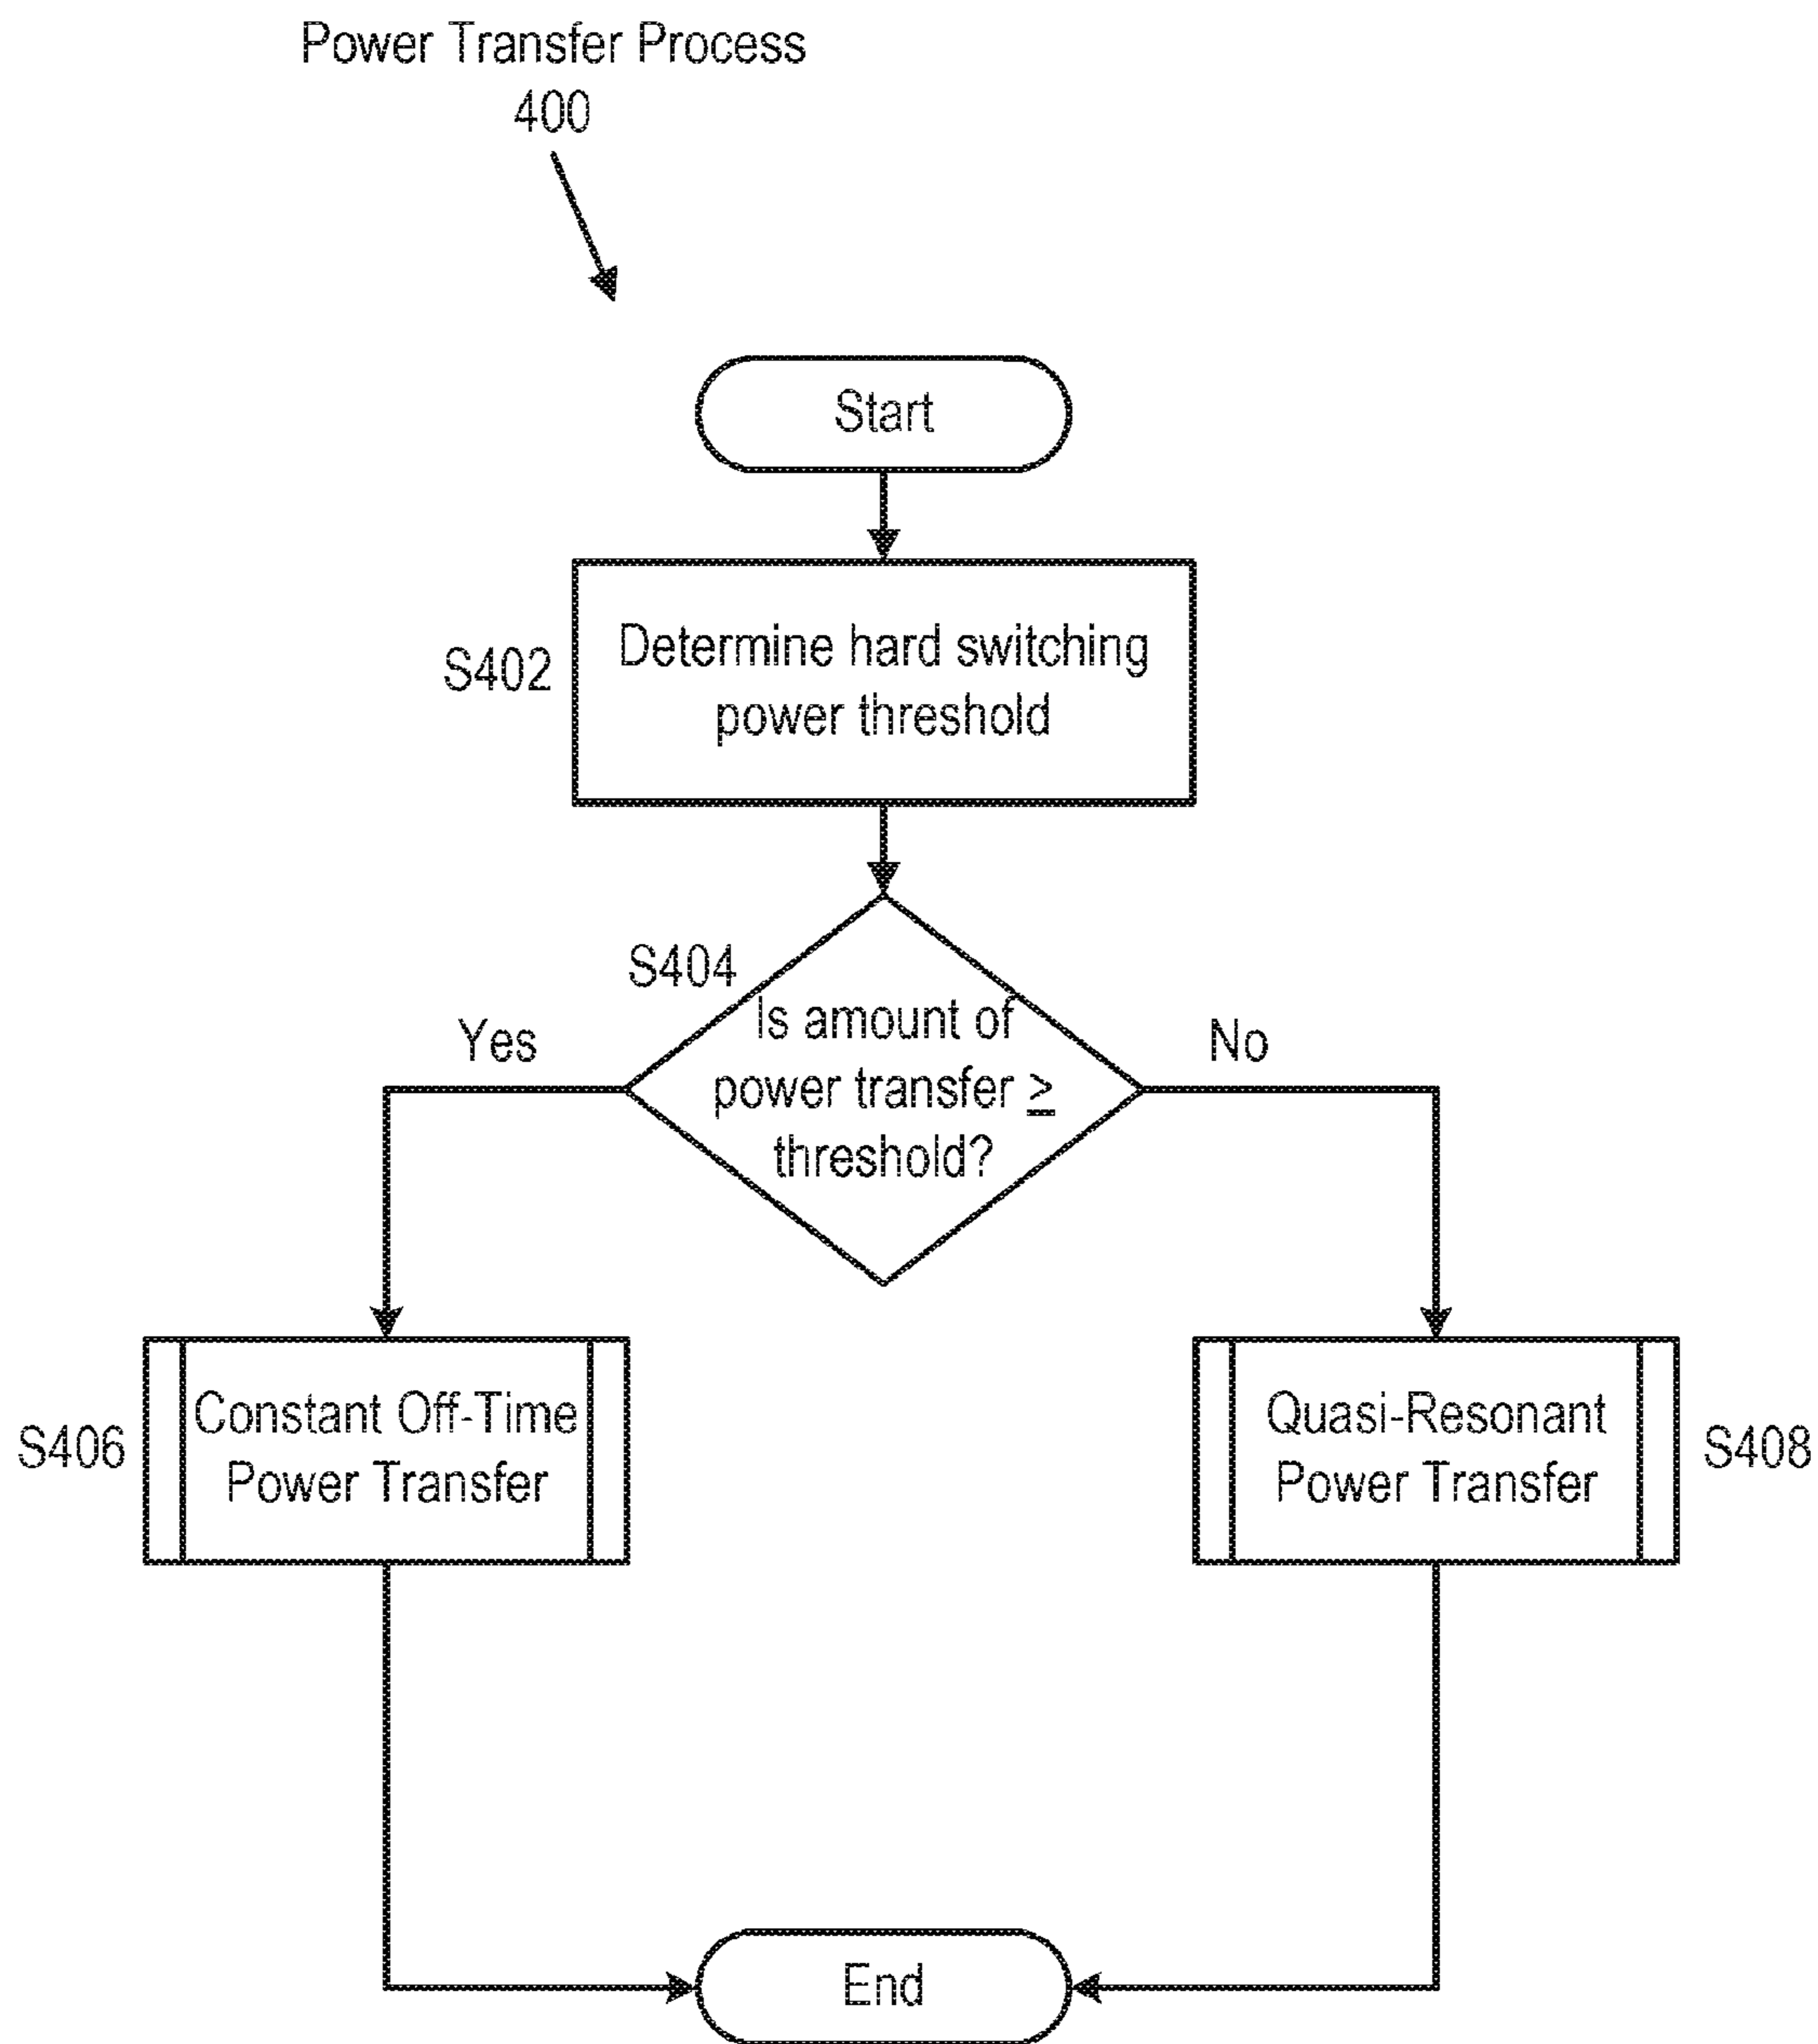 Power Transfer Process
400
Start
S402
Determine hard switching
power threshold
S404
Is amount of
power transfer ≥
threshold?
Yes
No
S406
Constant Off-Time
Power Transfer
Quasi-Resonant
Power Transfer
S408
End